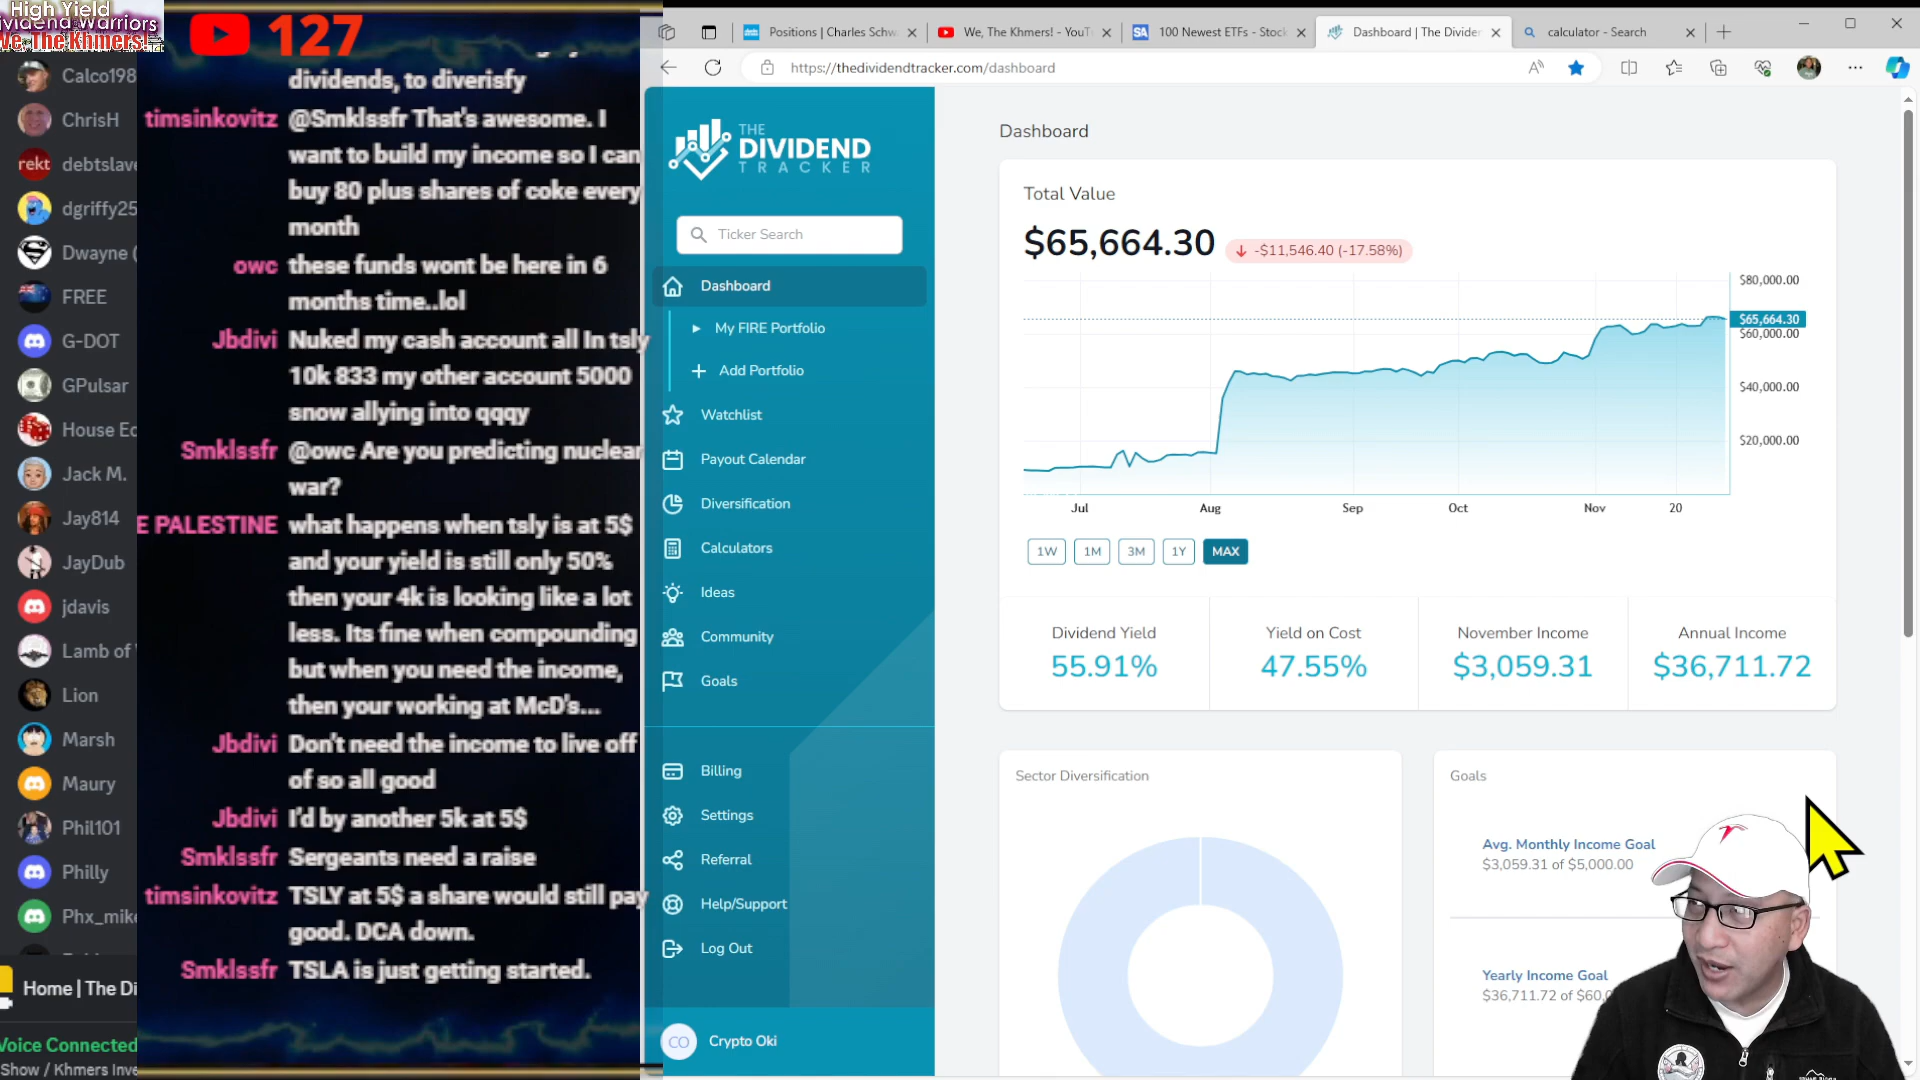 High Yield
Dividend Warriors
We, The Khmers!
127
Calco198
ChrisH
rekt
debtslave
dgriffy25
Dwayne (
FREE
G-DOT
GPulsar
House Ec
Jack M.
Jay814
JayDub
jdavis
Lamb of
Lion
Marsh
Maury
Phil101
Philly
Phx_mike
Home | The Di
Voice Connected
Show / Khmers Inve
dividends, to diverisfy
timsinkovitz @Smklssfr That's awesome. I
want to build my income so I can
buy 80 plus shares of coke every
month
owc these funds wont be here in 6
months time..lol
Jbdivi Nuked my cash account all In tsly
10k 833 my other account 5000
snow allying into qqqy
Smklssfr @owc Are you predicting nuclear
war?
E PALESTINE what happens when tsly is at 5$
and your yield is still only 50%
then your 4k is looking like a lot
less. Its fine when compounding
but when you need the income,
then your working at McD's...
Jbdivi Don't need the income to live off
of so all good
Jbdivi I'd by another 5k at 5$
Smklssfr Sergeants need a raise
timsinkovitz TSLY at 5$ a share would still pay
good. DCA down.
Smklssfr TSLA is just getting started.
Positions | Charles Schw
We, The Khmers! - YouT
SA 100 Newest ETFs - Stock
Dashboard | The Divider
calculator - Search
https://thedividendtracker.com/dashboard
THE
DIVIDEND
TRACKER
Ticker Search
Dashboard
My FIRE Portfolio
Add Portfolio
Watchlist
Payout Calendar
Diversification
Calculators
Ideas
Community
Goals
Billing
Settings
Referral
Help/Support
Log Out
CO
Crypto Oki
Dashboard
Total Value
$65,664.30
-$11,546.40 (-17.58%)
$80,000.00
$65,664.30
$60,000.00
$40,000.00
$20,000.00
Jul
Aug
Sep
Oct
Nov
20
1W
1M
3M
1Y
MAX
Dividend Yield
55.91%
Yield on Cost
47.55%
November Income
$3,059.31
Annual Income
$36,711.72
Sector Diversification
Goals
Avg. Monthly Income Goal
$3,059.31 of $5,000.00
Yearly Income Goal
$36,711.72 of $60,0